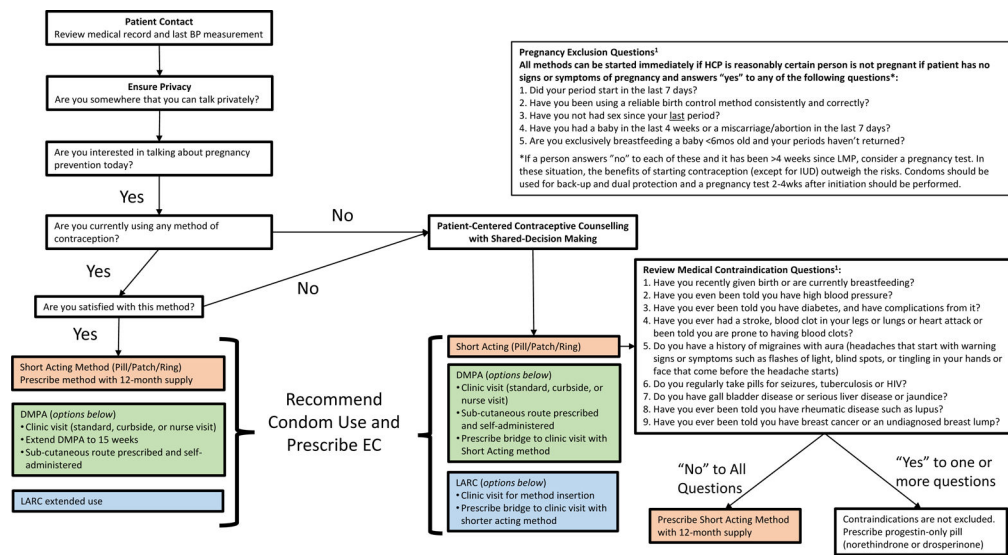 Patient Contact
Review medical record and last BP measurement
Ensure Privacy
Are you somewhere that you can talk privately?
Are you interested in talking about pregnancy
prevention today?
Yes
Are you currently using any method of
contraception?
No
Yes
Are you satisfied with this method?
No
Yes
Short Acting Method (Pill/Patch/Ring)
Prescribe method with 12-month supply
DMPA (options below)
• Clinic visit (standard, curbside, or nurse visit)
• Extend DMPA to 15 weeks
• Sub-cutaneous route prescribed and self-
administered
LARC extended use
Recommend
Condom Use and
Prescribe EC
Patient-Centered Contraceptive Counselling
with Shared-Decision Making
Short Acting (Pill/Patch/Ring)
DMPA (options below)
• Clinic visit (standard, curbside, or
nurse visit)
• Sub-cutaneous route prescribed
and self-administered
• Prescribe bridge to clinic visit with
Short Acting method
LARC (options below)
• Clinic visit for method insertion
• Prescribe bridge to clinic visit with
shorter acting method
Pregnancy Exclusion Questions¹
All methods can be started immediately if HCP is reasonably certain person is not pregnant if patient has no
signs or symptoms of pregnancy and answers "yes" to any of the following questions*:
1. Did your period start in the last 7 days?
2. Have you been using a reliable birth control method consistently and correctly?
3. Have you not had sex since your last period?
4. Have you had a baby in the last 4 weeks or a miscarriage/abortion in the last 7 days?
5. Are you exclusively breastfeeding a baby <6mos old and your periods haven't returned?
*If a person answers "no" to each of these and it has been >4 weeks since LMP, consider a pregnancy test. In
these situation, the benefits of starting contraception (except for IUD) outweigh the risks. Condoms should be
used for back-up and dual protection and a pregnancy test 2-4wks after initiation should be performed.
Review Medical Contraindication Questions¹:
1. Have you recently given birth or are currently breastfeeding?
2. Have you ever been told you have high blood pressure?
3. Have you ever been told you have diabetes, and have complications from it?
4. Have you ever had a stroke, blood clot in your legs or lungs or heart attack or
been told you are prone to having blood clots?
5. Do you have a history of migraines with aura (headaches that start with warning
signs or symptoms such as flashes of light, blind spots, or tingling in your hands or
face that come before the headache starts)
6. Do you regularly take pills for seizures, tuberculosis or HIV?
7. Do you have gall bladder disease or serious liver disease or jaundice?
8. Have you ever been told you have rheumatic disease such as lupus?
9. Have you ever been told you have breast cancer or an undiagnosed breast lump?
"No" to All
Questions
"Yes" to one or
more questions
Prescribe Short Acting Method
with 12-month supply
Contraindications are not excluded.
Prescribe progestin-only pill
(norethindrone or drosperinone)